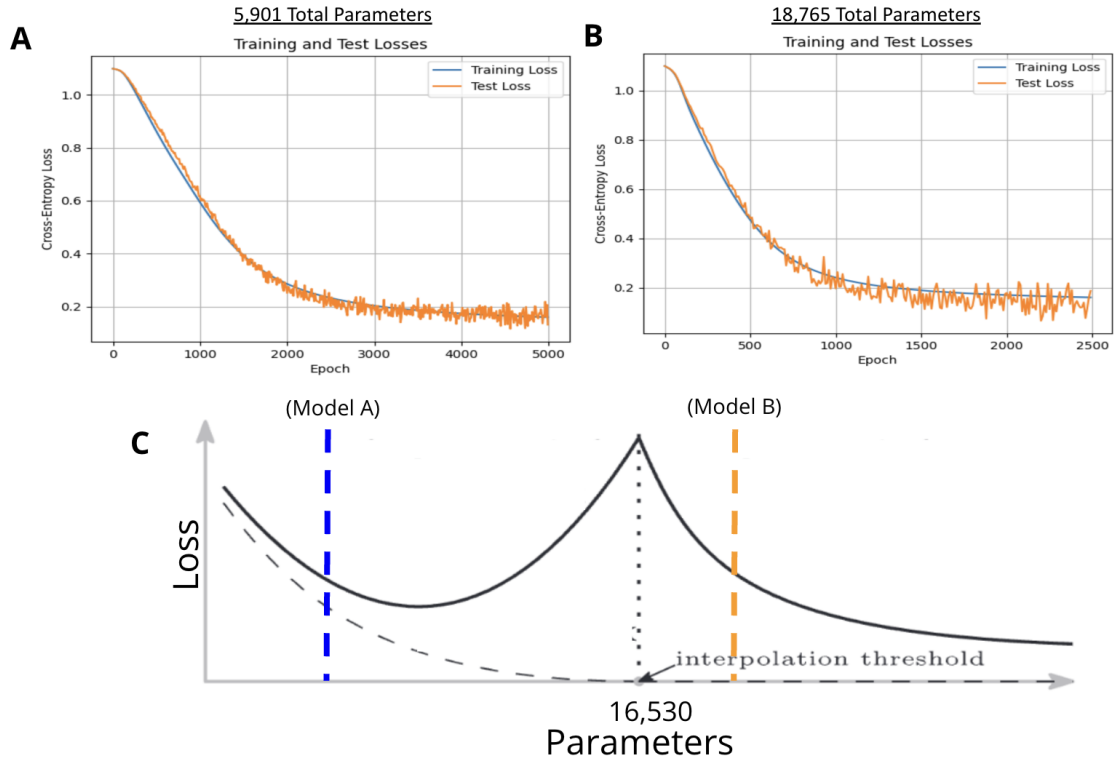 5,901 Total Parameters
A
Training and Test Losses
Training Loss
Test Loss
Cross-Entropy Loss
1.0
0.8
0.6
0.4
0.2
0
1000
2000
3000
4000
5000
Epoch
18,765 Total Parameters
B
Training and Test Losses
Training Loss
Test Loss
Cross-Entropy Loss
1.0
0.8
0.6
0.4
0.2
0
500
1000
1500
2000
2500
Epoch
(Model A)
(Model B)
C
Loss
interpolation threshold
16,530
Parameters